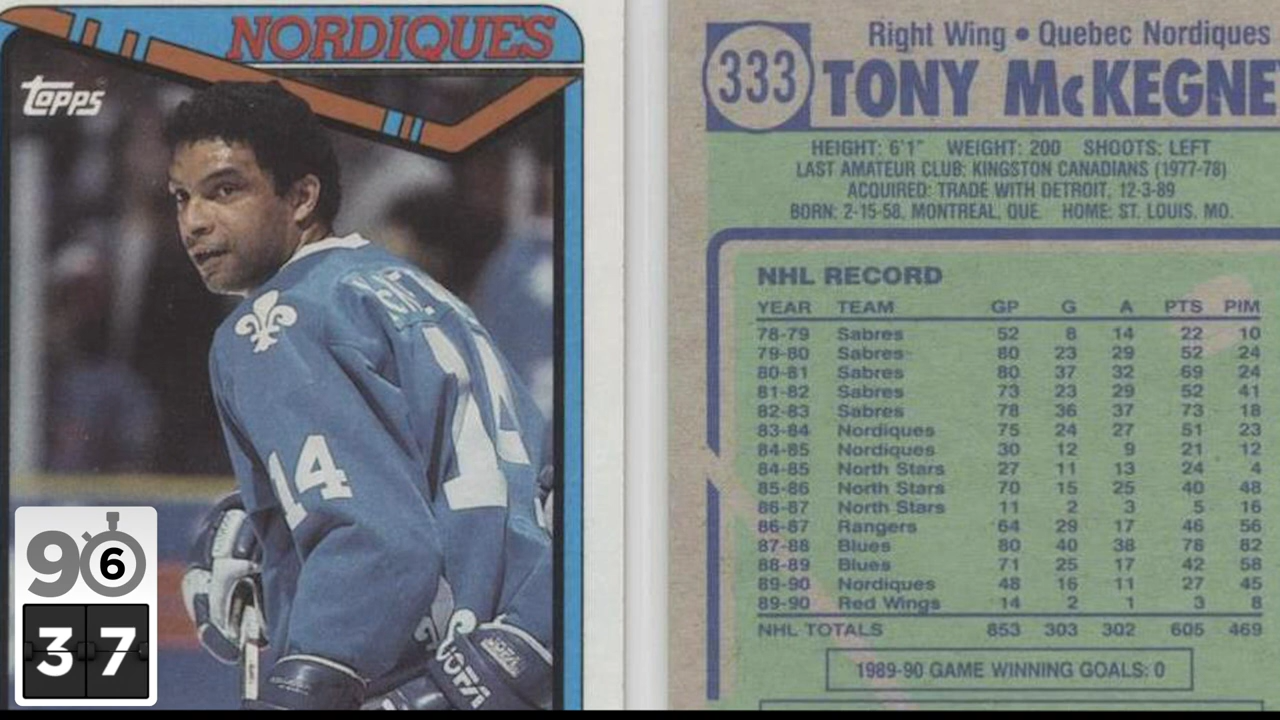 NORDIQUES
topps
14
14
SOFA
90
6
37
333
Right Wing • Quebec Nordiques
TONY McKEGNE
HEIGHT: 6'1" WEIGHT: 200 SHOOTS: LEFT
LAST AMATEUR CLUB: KINGSTON CANADIANS (1977-78)
ACQUIRED: TRADE WITH DETROIT, 12-3-89
BORN: 2-15-58, MONTREAL, QUE. HOME: ST. LOUIS, MO.
NHL RECORD
YEAR TEAM GP G A PTS PIM
78-79 Sabres 52 8 14 22 10
79-80 Sabres 80 23 29 52 24
80-81 Sabres 80 37 32 69 24
81-82 Sabres 73 23 29 52 41
82-83 Sabres 78 36 37 73 18
83-84 Nordiques 75 24 27 51 23
84-85 Nordiques 30 12 9 21 12
84-85 North Stars 27 11 13 24 4
85-86 North Stars 70 15 25 40 48
86-87 North Stars 11 2 3 5 16
86-87 Rangers 64 29 17 46 56
87-88 Blues 80 40 38 78 82
88-89 Blues 71 25 17 42 58
89-90 Nordiques 48 16 11 27 45
89-90 Red Wings 14 2 1 3 8
NHL TOTALS 853 303 302 605 469
1989-90 GAME WINNING GOALS: 0